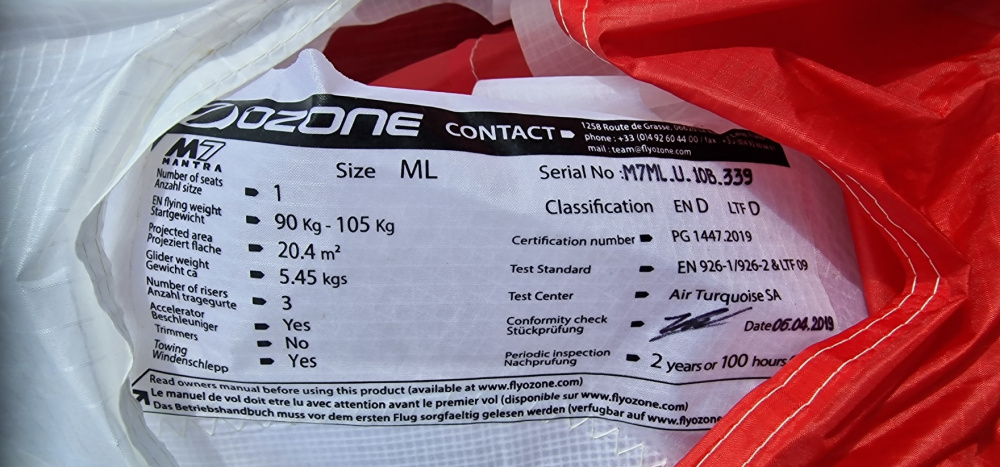 OZONE CONTACT
1258 Route de Grasse,
phone : +33 (0)4 92 60 44 00 / fax
mail : team@flyozone.com
M7
MANTRA
Size ML
Serial No : M7ML.U.10B.339
Number of seats
Anzahl sitze
1
Classification EN D LTF D
EN flying weight
Startgewicht
90 Kg - 105 Kg
Certification number PG 1447.2019
Projected area
Projeziert flache
20.4 m²
Test Standard EN 926-1/926-2 & LTF 09
Glider weight
Gewicht ca
5.45 kgs
Test Center Air Turquoise SA
Number of risers
Anzahl tragegurte
3
Conformity check
Stückprüfung
Date 05.04.2019
Accelerator
Beschleuniger
Yes
Trimmers
No
Periodic inspection
Nachprufung
2 years or 100 hours
Towing
Windenschlepp
Yes
Read owners manual before using this product (available at www.flyozone.com)
Le manuel de vol doit etre lu avec attention avant le premier vol (disponible sur www.flyozone.com)
Das Betriebshandbuch muss vor dem ersten Flug sorgfaeltig gelesen werden (verfugbar auf www.flyozone